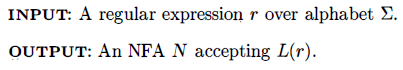 INPUT: A regular expression r over alphabet Σ.
OUTPUT: An NFA N accepting L(r).